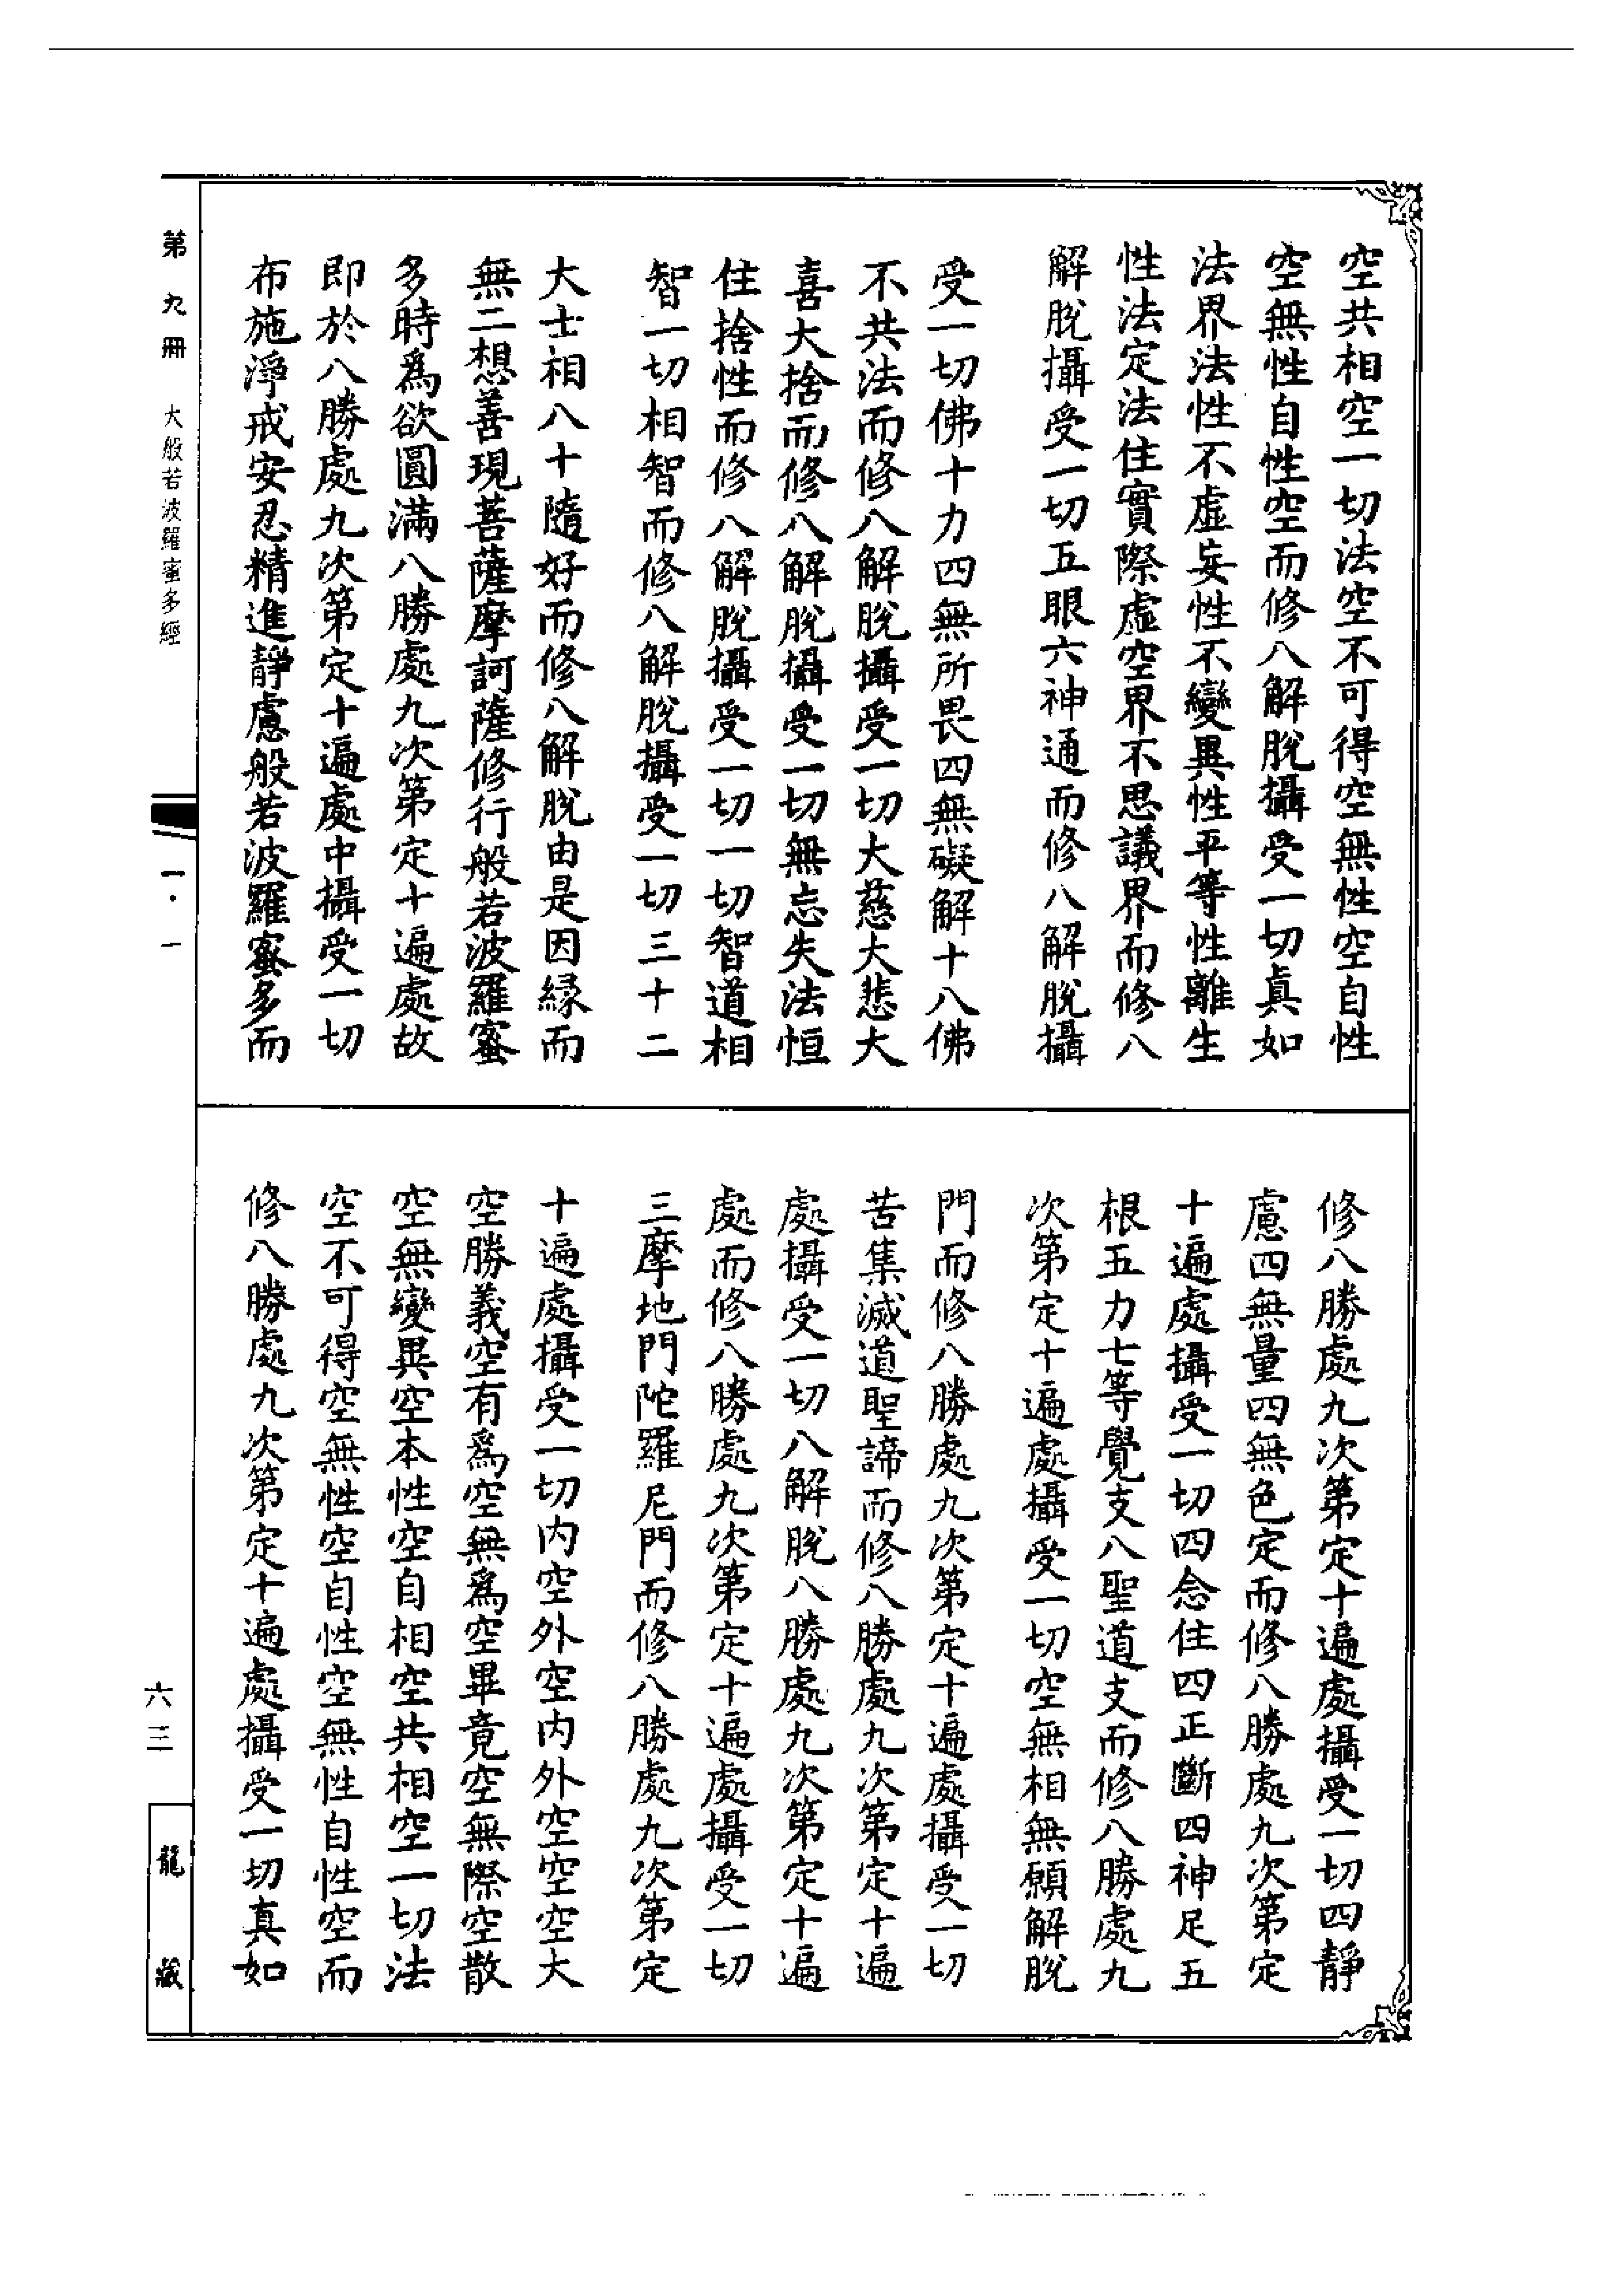 空共相空一切法空不可得空無性空自性
空無性自性空而修八解脫攝受一切真如
法界法性不虛妄性不變異性平等性離生
性法定法住實際虛空界不思議界而修八
解脫攝受一切五眼六神通而修八解脫攝
受一切佛十力四無所畏四無礙解十八佛
不共法而修八解脫攝受一切大慈大悲大
喜大捨而修八解脫攝受一切無忘失法恒
住捨性而修八解脫攝受一切一切智道相
智一切相智而修八解脫攝受一切三十二
大士相八十隨好而修八解脫由是因緣而
無二想善現菩薩摩訶薩修行般若波羅蜜
多時為欲圓滿八勝處九次第定十遍處故
即於八勝處九次第定十遍處中攝受一切
布施淨戒安忍精進靜慮般若波羅蜜多而
修八勝處九次第定十遍處攝受一切四靜
慮四無量四無色定而修八勝處九次第定
十遍處攝受一切四念住四正斷四神足五
根五力七等覺支八聖道支而修八勝處九
次第定十遍處攝受一切空無相無願解脫
門而修八勝處九次第定十遍處攝受一切
苦集滅道聖諦而修八勝處九次第定十遍
處攝受一切八解脫八勝處九次第定十遍
處而修八勝處九次第定十遍處攝受一切
三摩地門陀羅尼門而修八勝處九次第定
十遍處攝受一切內空外空內外空空空大
空勝義空有為空無為空畢竟空無際空散
空無變異空本性空自相空共相空一切法
空不可得空無性空自性空無性自性空而
修八勝處九次第定十遍處攝受一切真如
第九冊 大般若波羅蜜多經
一·一
六三
龍藏